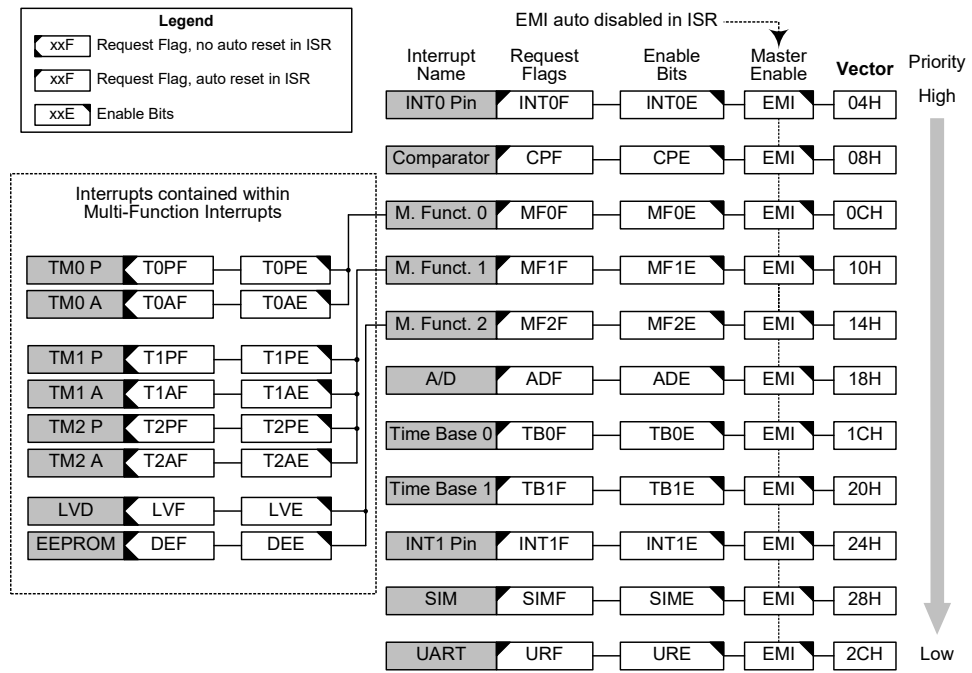 Legend
xxF Request Flag, no auto reset in ISR
xxF Request Flag, auto reset in ISR
xxE Enable Bits
EMI auto disabled in ISR
Interrupt Name Request Flags Enable Bits Master Enable Vector Priority
INT0 Pin INT0F INT0E EMI 04H High
Comparator CPF CPE EMI 08H
Interrupts contained within
Multi-Function Interrupts
M. Funct. 0 MF0F MF0E EMI 0CH
TM0 P T0PF T0PE
M. Funct. 1 MF1F MF1E EMI 10H
TM0 A T0AF T0AE
M. Funct. 2 MF2F MF2E EMI 14H
TM1 P T1PF T1PE
A/D ADF ADE EMI 18H
TM1 A T1AF T1AE
TM2 P T2PF T2PE
Time Base 0 TB0F TB0E EMI 1CH
TM2 A T2AF T2AE
Time Base 1 TB1F TB1E EMI 20H
LVD LVF LVE
EEPROM DEF DEE
INT1 Pin INT1F INT1E EMI 24H
SIM SIMF SIME EMI 28H
UART URF URE EMI 2CH Low